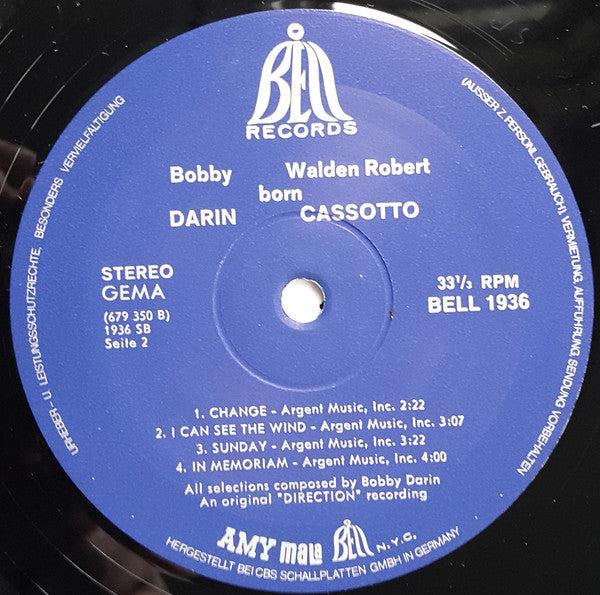 BELL
RECORDS
Bobby Walden Robert
born
DARIN CASSOTTO
STEREO
GEMA
(679 350 B)
1936 SB
Seite 2
33⅓ RPM
BELL 1936
1. CHANGE - Argent Music, Inc. 2:22
2. I CAN SEE THE WIND - Argent Music, Inc. 3:07
3. SUNDAY - Argent Music, Inc. 3:22
4. IN MEMORIAM - Argent Music, Inc. 4:00
All selections composed by Bobby Darin
An original "DIRECTION" recording
AMY mala BELL N.Y.C.
HERGESTELLT BEI CBS SCHALLPLATTEN GMBH IN GERMANY
URHEBER- U LEISTUNGSSCHUTZRECHTE, BESONDERS VERVIELFÄLTIGUNG
(AUSSER Z. PERSÖNL.GEBRAUCH), VERMIETUNG, AUFFÜHRUNG, SENDUNG VORBEHALTEN